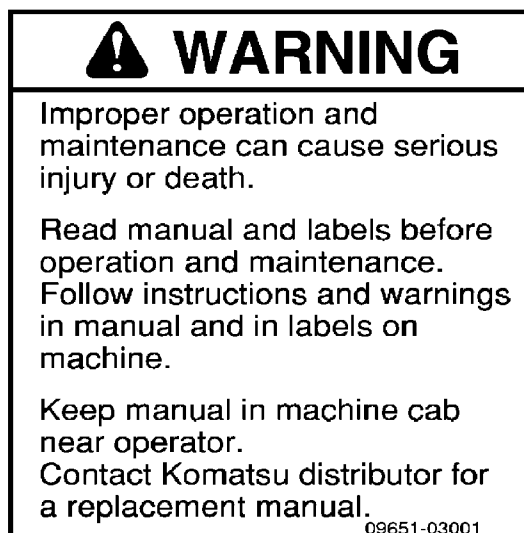 WARNING
Improper operation and
maintenance can cause serious
injury or death.
Read manual and labels before
operation and maintenance.
Follow instructions and warnings
in manual and in labels on
machine.
Keep manual in machine cab
near operator.
Contact Komatsu distributor for
a replacement manual.
09651-03001